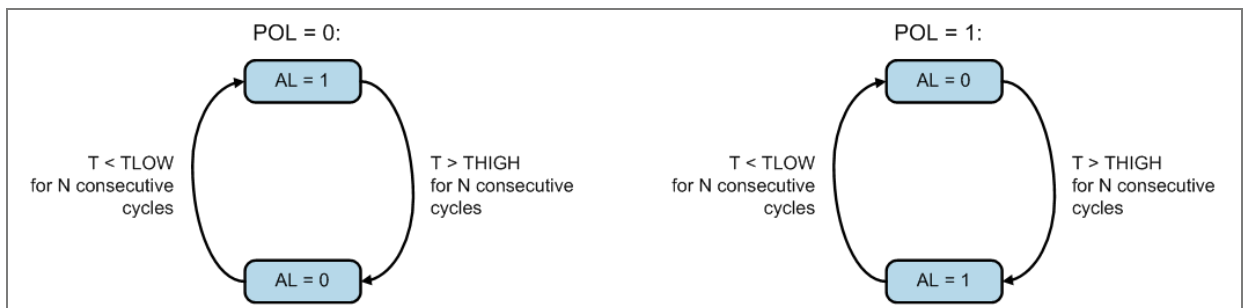 POL = 0:
AL = 1
T < TLOW
for N consecutive
cycles
T > THIGH
for N consecutive
cycles
AL = 0
POL = 1:
AL = 0
T < TLOW
for N consecutive
cycles
T > THIGH
for N consecutive
cycles
AL = 1